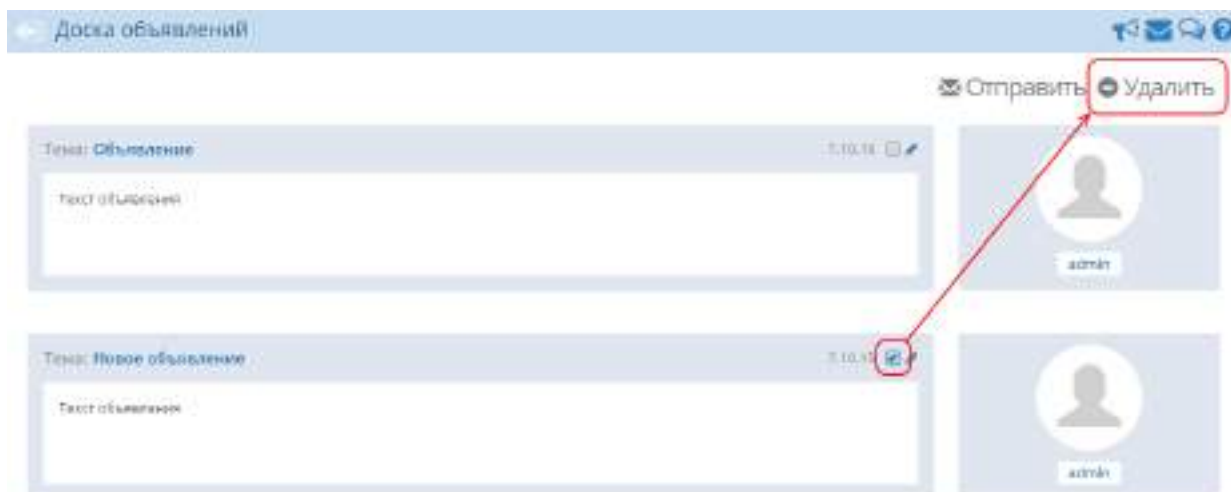 Доска объявлений
Отправить Удалить
Тема: Объявление
Текст объявления
admin
Тема: Новое объявление
Текст объявления
admin